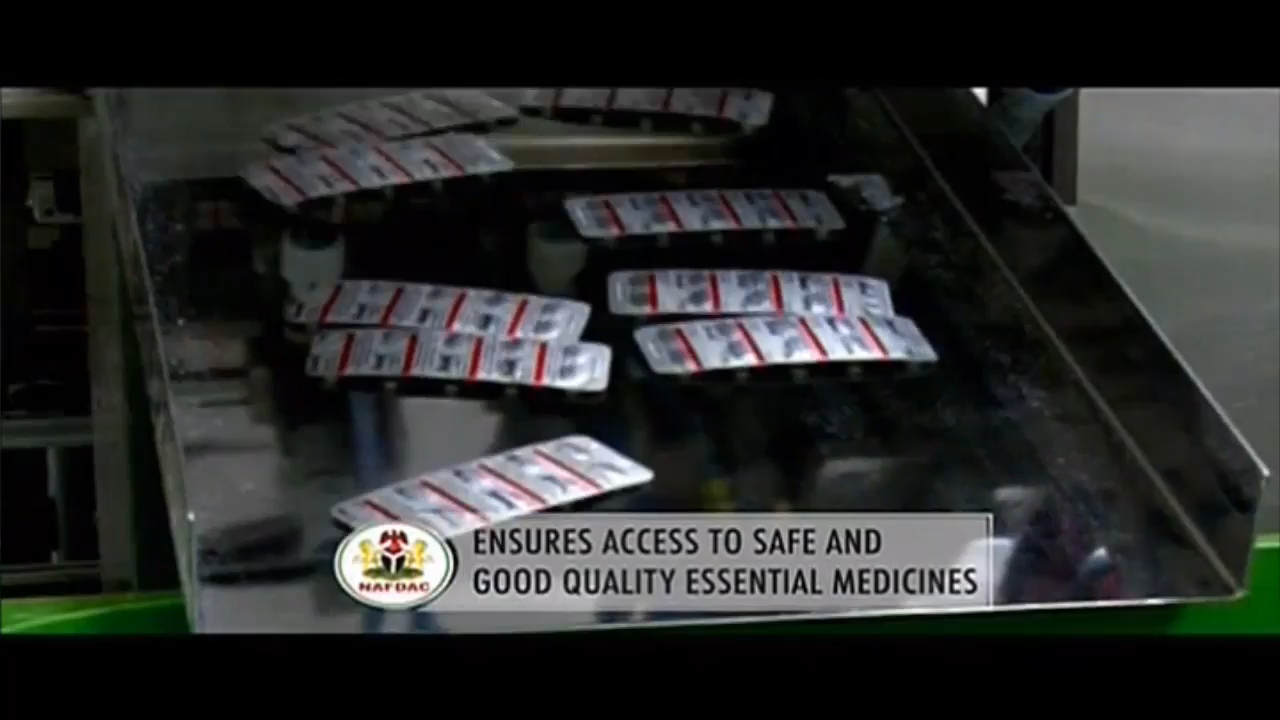 ENSURES ACCESS TO SAFE AND
GOOD QUALITY ESSENTIAL MEDICINES
NAFDAC